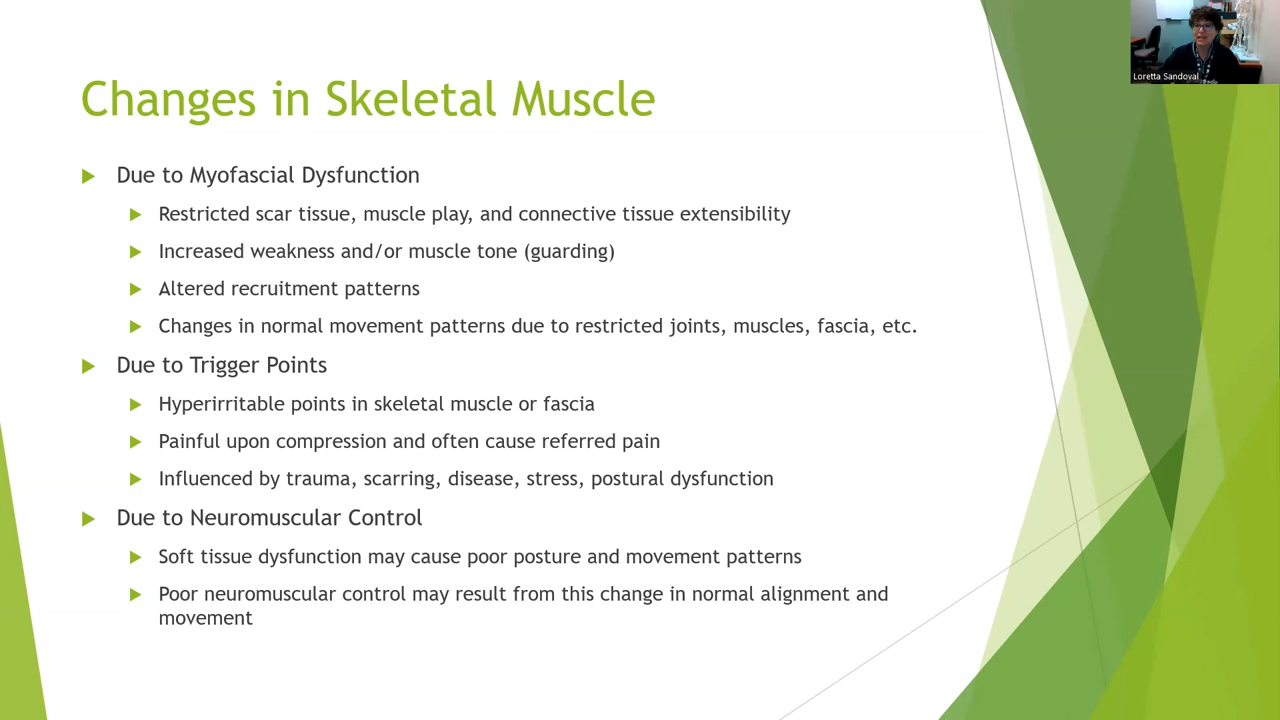 Loretta Sandoval
Changes in Skeletal Muscle
Due to Myofascial Dysfunction
Restricted scar tissue, muscle play, and connective tissue extensibility
Increased weakness and/or muscle tone (guarding)
Altered recruitment patterns
Changes in normal movement patterns due to restricted joints, muscles, fascia, etc.
Due to Trigger Points
Hyperirritable points in skeletal muscle or fascia
Painful upon compression and often cause referred pain
Influenced by trauma, scarring, disease, stress, postural dysfunction
Due to Neuromuscular Control
Soft tissue dysfunction may cause poor posture and movement patterns
Poor neuromuscular control may result from this change in normal alignment and
movement